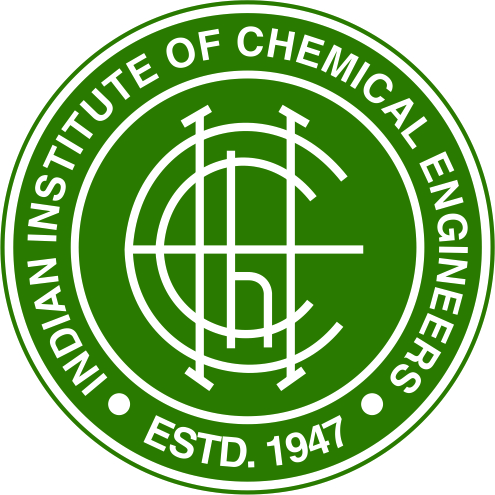 INDIAN INSTITUTE OF CHEMICAL ENGINEERS
ESTD. 1947